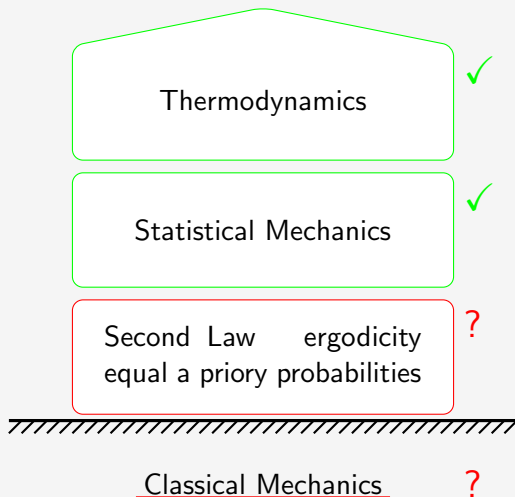 Thermodynamics ✓
Statistical Mechanics ✓
Second Law ergodicity ?
equal a priory probabilities
Classical Mechanics ?